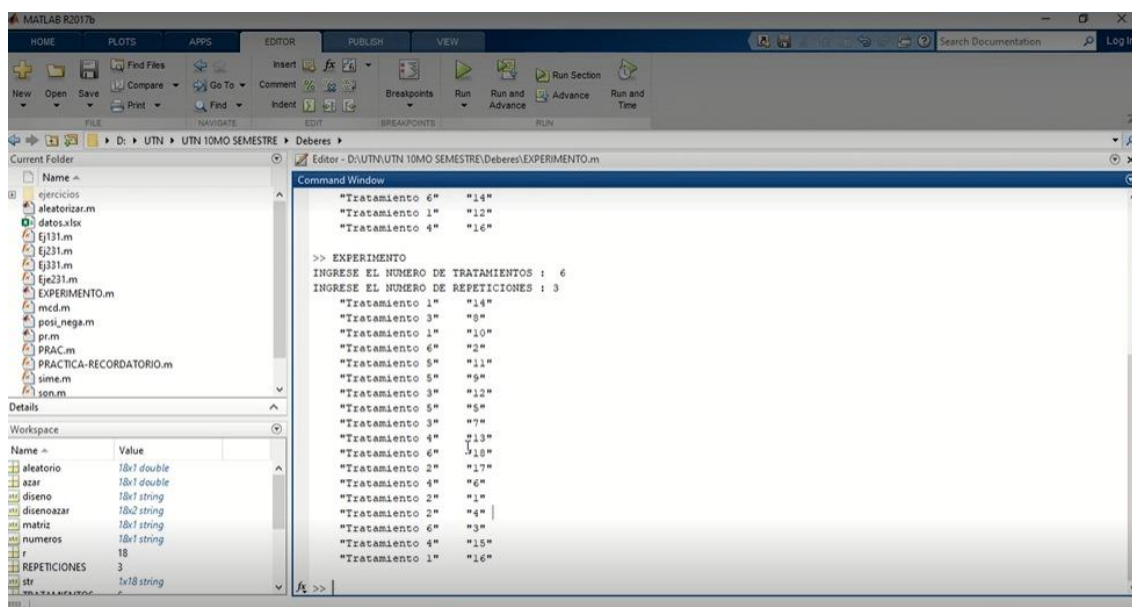 MATLAB R2017b
HOME PLOTS APPS EDITOR PUBLISH VIEW
Search Documentation Log In
New Open Save
Find Files
Compare
Print
Go To
Find
Insert fx
Comment
Indent
Breakpoints
Run
Run and Advance
Run Section
Advance
Run and Time
FILE NAVIGATE EDIT BREAKPOINTS RUN
D: UTN UTN 10MO SEMESTRE Deberes
Current Folder
Name
ejercicios
aleatorizar.m
datos.xlsx
Ej131.m
Ej231.m
Ej331.m
Eje231.m
EXPERIMENTO.m
mcd.m
posi_nega.m
pr.m
PRAC.m
PRACTICA-RECORDATORIO.m
sime.m
son.m
Details
Workspace
Name Value
aleatorio 18x1 double
azar 18x1 double
diseno 18x1 string
disenoazar 18x2 string
matriz 18x1 string
numeros 18x1 string
r 18
REPETICIONES 3
str 1x18 string
Editor - D:\UTN\UTN 10MO SEMESTRE\Deberes\EXPERIMENTO.m
Command Window
"Tratamiento 6" "14"
"Tratamiento 1" "12"
"Tratamiento 4" "16"
>> EXPERIMENTO
INGRESE EL NUMERO DE TRATAMIENTOS : 6
INGRESE EL NUMERO DE REPETICIONES : 3
"Tratamiento 1" "14"
"Tratamiento 3" "8"
"Tratamiento 1" "10"
"Tratamiento 6" "2"
"Tratamiento 5" "11"
"Tratamiento 5" "9"
"Tratamiento 3" "12"
"Tratamiento 5" "5"
"Tratamiento 3" "7"
"Tratamiento 4" "13"
"Tratamiento 6" "18"
"Tratamiento 2" "17"
"Tratamiento 4" "6"
"Tratamiento 2" "1"
"Tratamiento 2" "4"
"Tratamiento 6" "3"
"Tratamiento 4" "15"
"Tratamiento 1" "16"
fx >>